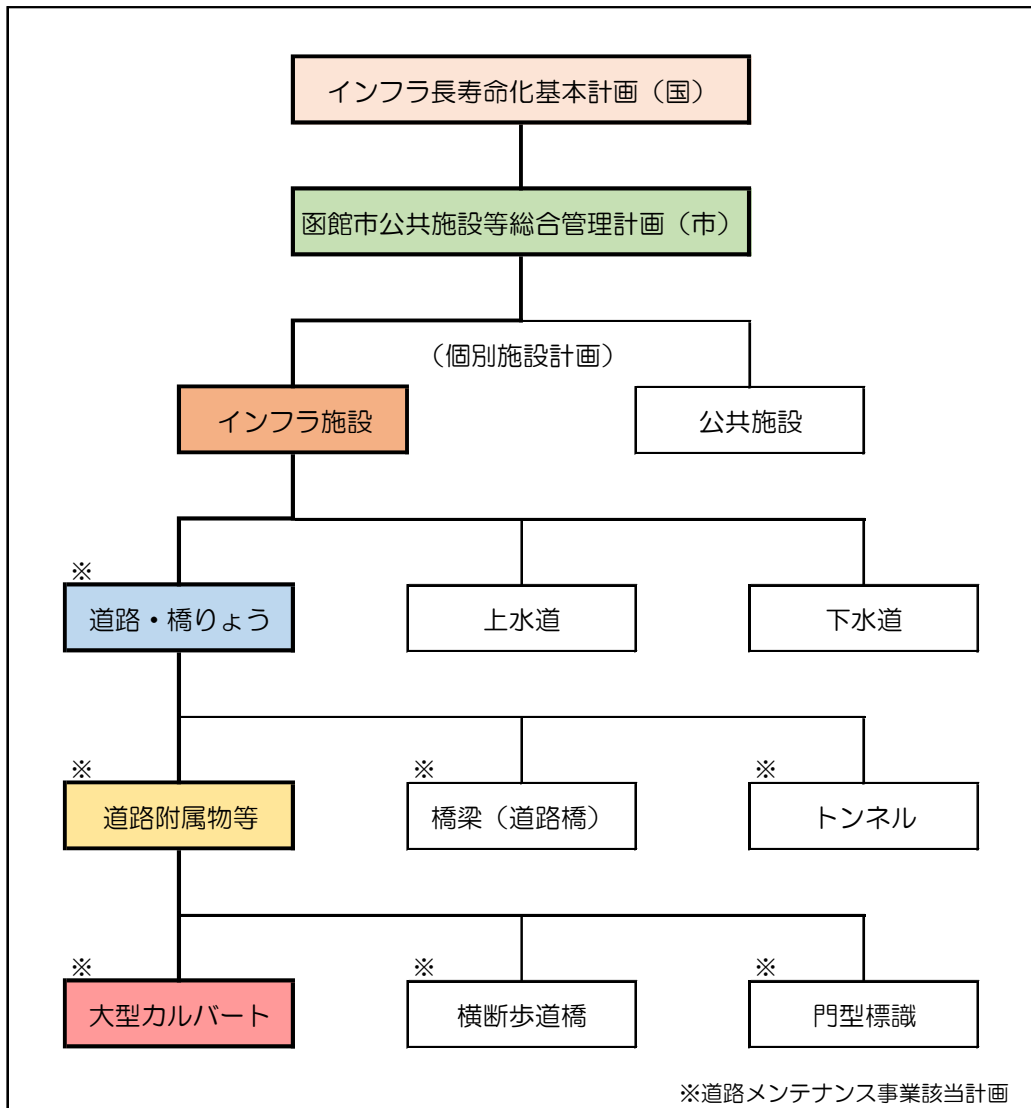 インフラ長寿命化基本計画（国）
函館市公共施設等総合管理計画（市）
（個別施設計画）
インフラ施設
公共施設
※
道路・橋りょう
上水道
下水道
※
道路附属物等
※
橋梁（道路橋）
※
トンネル
※
大型カルバート
※
横断歩道橋
※
門型標識
※道路メンテナンス事業該当計画